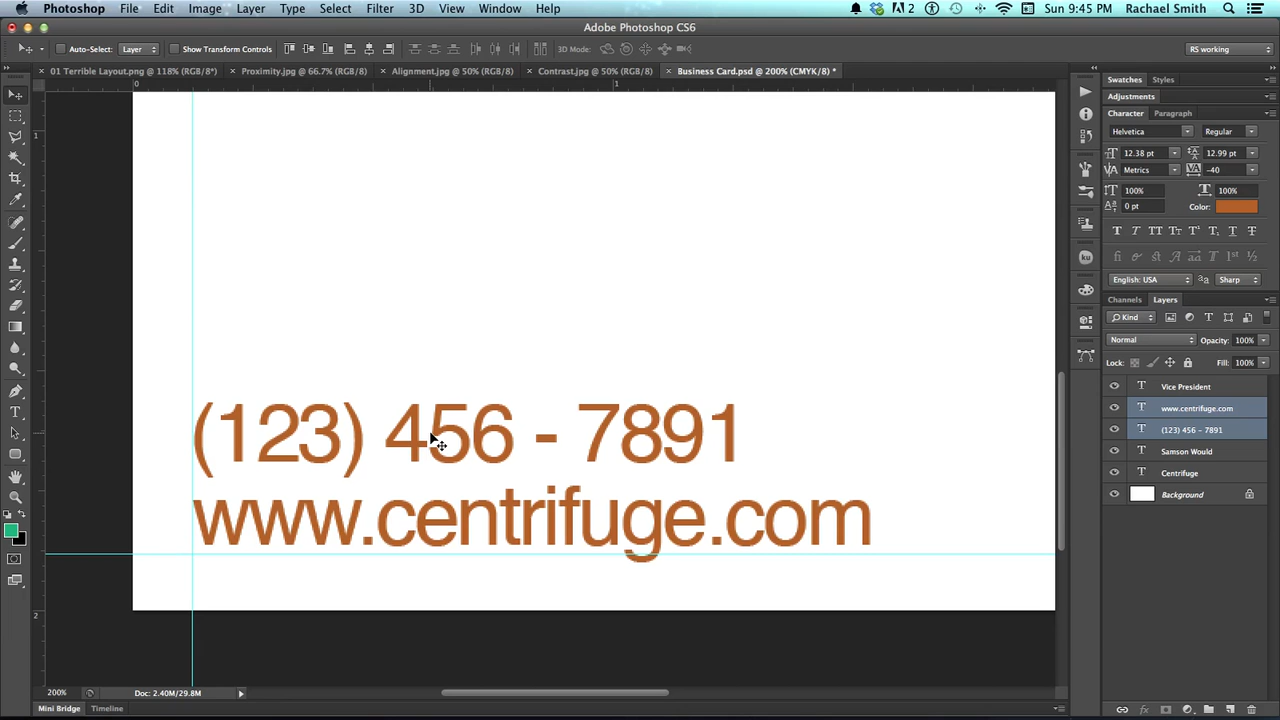 Photoshop File Edit Image Layer Type Select Filter 3D View Window Help 2 Sun 9:45 PM Rachael Smith
Adobe Photoshop CS6
Auto-Select: Layer Show Transform Controls 3D Mode: RS working
01 Terrible Layout.png @ 118% (RGB/8*) Proximity.jpg @ 66.7% (RGB/8) Alignment.jpg @ 50% (RGB/8) Contrast.jpg @ 50% (RGB/8) Business Card.psd @ 200% (CMYK/8) *
Swatches Styles
Adjustments
Character Paragraph
Helvetica Regular
12.38 pt 12.99 pt
Metrics -40
100% 100%
0 pt Color:
English: USA Sharp
Channels Layers
Kind
Normal Opacity: 100%
Lock: Fill: 100%
Vice President
www.centrifuge.com
(123) 456 - 7891
Samson Would
Centrifuge
Background
0 1
1
2
(123) 456 - 7891
www.centrifuge.com
200% Doc: 2.40M/29.8M
Mini Bridge Timeline